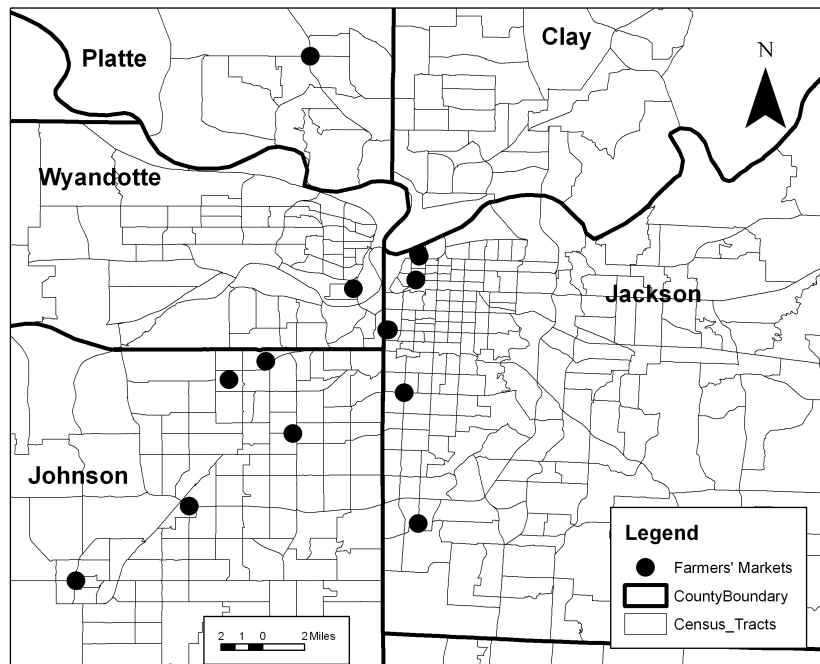 Platte
Clay
N
Wyandotte
Jackson
Johnson
Legend
Farmers' Markets
CountyBoundary
Census_Tracts
2 1 0 2 Miles